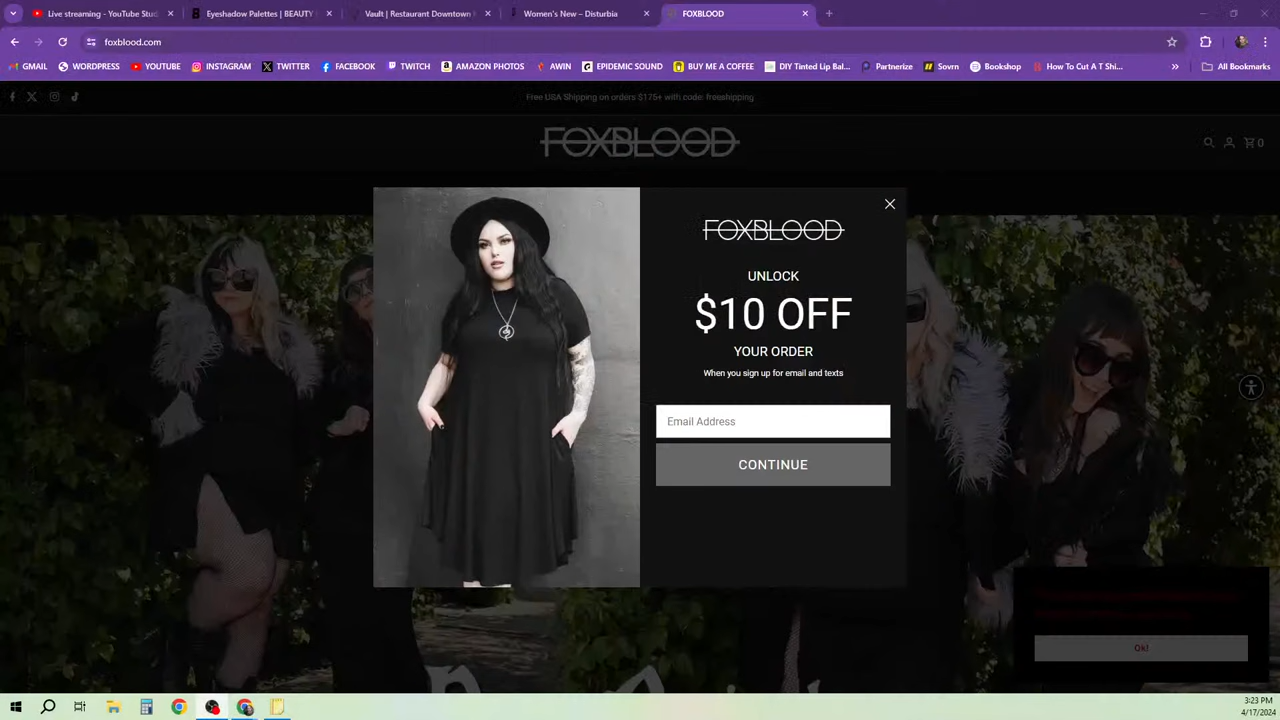 Live streaming - YouTube Stud
Eyeshadow Palettes | BEAUTY
Vault | Restaurant Downtown
Women's New – Disturbia
FOXBLOOD
foxblood.com
GMAIL
WORDPRESS
YOUTUBE
INSTAGRAM
TWITTER
FACEBOOK
TWITCH
AMAZON PHOTOS
AWIN
EPIDEMIC SOUND
BUY ME A COFFEE
DIY Tinted Lip Bal...
Partnerize
Sovrn
Bookshop
How To Cut A T Shi...
All Bookmarks
Free USA Shipping on orders $175+ with code: freeshipping
FOXBLOOD
0
FOXBLOOD
UNLOCK
$10 OFF
YOUR ORDER
When you sign up for email and texts
Email Address
CONTINUE
Ok!
3:23 PM
4/17/2024